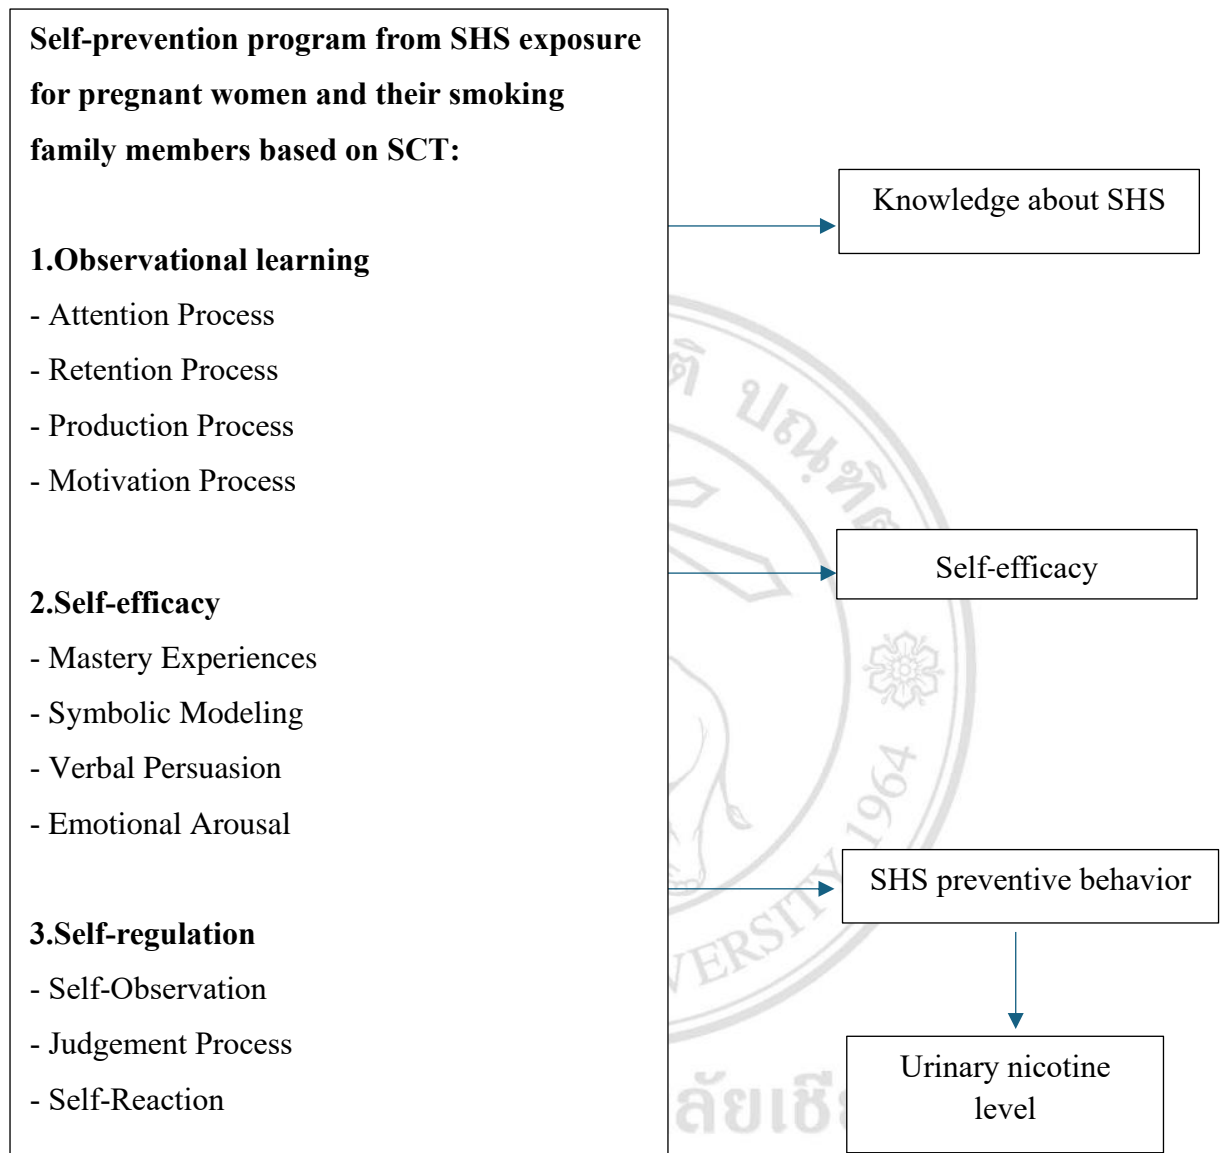 Self-prevention program from SHS exposure
for pregnant women and their smoking
family members based on SCT:
1.Observational learning
- Attention Process
- Retention Process
- Production Process
- Motivation Process
2.Self-efficacy
- Mastery Experiences
- Symbolic Modeling
- Verbal Persuasion
- Emotional Arousal
3.Self-regulation
- Self-Observation
- Judgement Process
- Self-Reaction
Knowledge about SHS
Self-efficacy
SHS preventive behavior
Urinary nicotine
level
1964